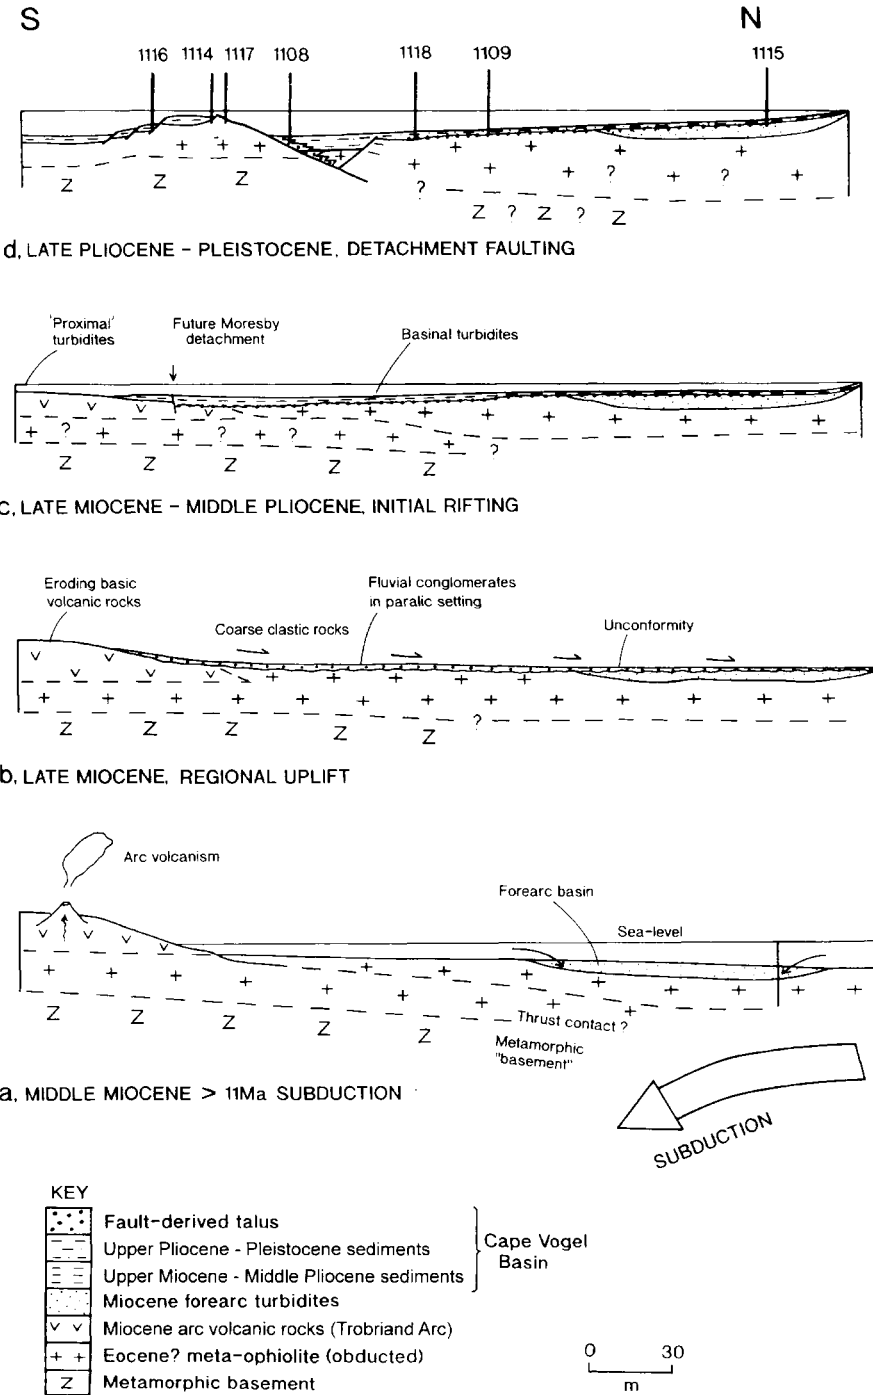 S N
1116 1114 1117 1108 1118 1109 1115
+ + + + + + + + + + + +
Z Z Z ? ? ?
Z ? Z ? Z
d, LATE PLIOCENE – PLEISTOCENE, DETACHMENT FAULTING
'Proximal' turbidites
Future Moresby detachment
Basinal turbidites
v v v v + + + + + + +
+ ? + + + ? + ? + + ?
Z Z Z Z Z
c, LATE MIOCENE – MIDDLE PLIOCENE, INITIAL RIFTING
Eroding basic volcanic rocks
Coarse clastic rocks
Fluvial conglomerates in paralic setting
Unconformity
v v v v + + + + + +
+ + + + + + + + + + + + +
Z Z Z Z Z ?
b, LATE MIOCENE, REGIONAL UPLIFT
Arc volcanism
Forearc basin
Sea-level
v v v v
+ + + + + + + + + + + + + + + +
Z Z Z Z Z
Thrust contact ?
Metamorphic "basement"
a, MIDDLE MIOCENE > 11Ma SUBDUCTION
SUBDUCTION
KEY
Fault-derived talus
Upper Pliocene - Pleistocene sediments
Upper Miocene - Middle Pliocene sediments
Cape Vogel Basin
Miocene forearc turbidites
v v Miocene arc volcanic rocks (Trobriand Arc)
+ + Eocene? meta-ophiolite (obducted)
Z Metamorphic basement
0 30
m